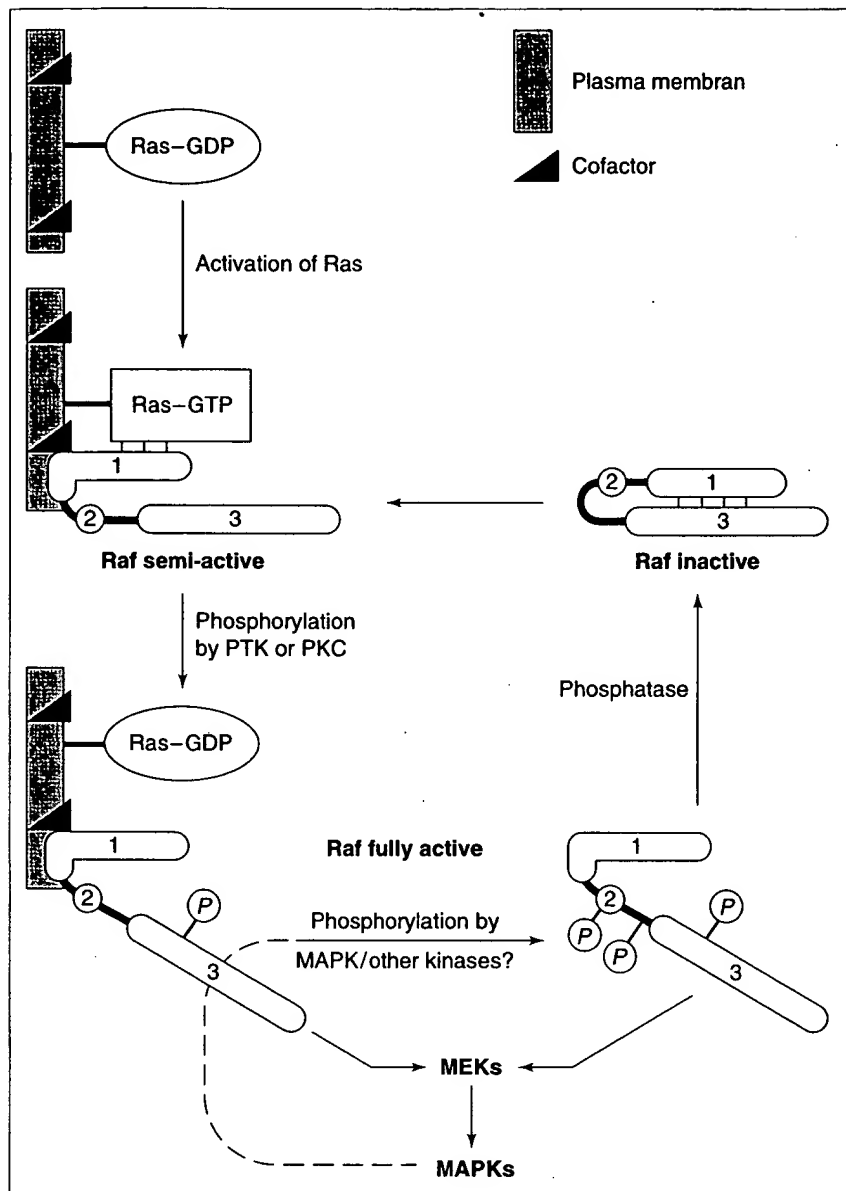 Plasma membran
Cofactor
Ras–GDP
Activation of Ras
Ras–GTP
1
2
3
Raf semi-active
2
1
3
Raf inactive
Phosphorylation
by PTK or PKC
Phosphatase
Ras–GDP
1
2
P
3
Raf fully active
Phosphorylation by
MAPK/other kinases?
1
2
P
P
P
3
MEKs
MAPKs